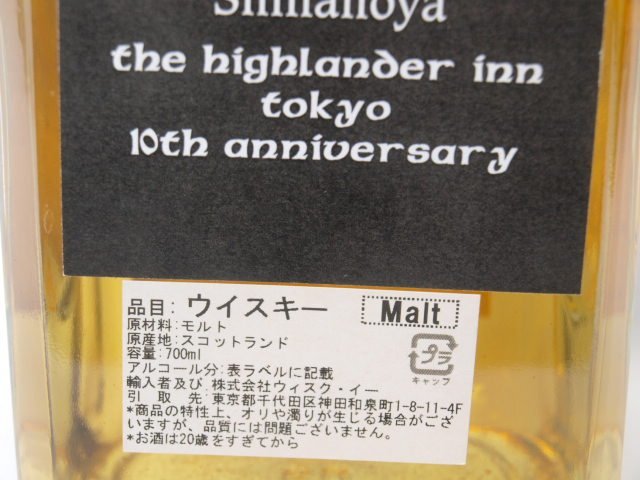 Shinanoya
the highlander inn
tokyo
10th anniversary
品目: ウイスキー
Malt
原材料:モルト
原産地:スコットランド
容量:700ml
アルコール分:表ラベルに記載
輸入者及び 株式会社ウィスク・イー
引 取 先:東京都千代田区神田和泉町1-8-11-4F
*商品の特性上、オリや濁りが生じる場合がござ
いますが、品質には問題ございません。
*お酒は20歳をすぎてから
プラ
キャップ